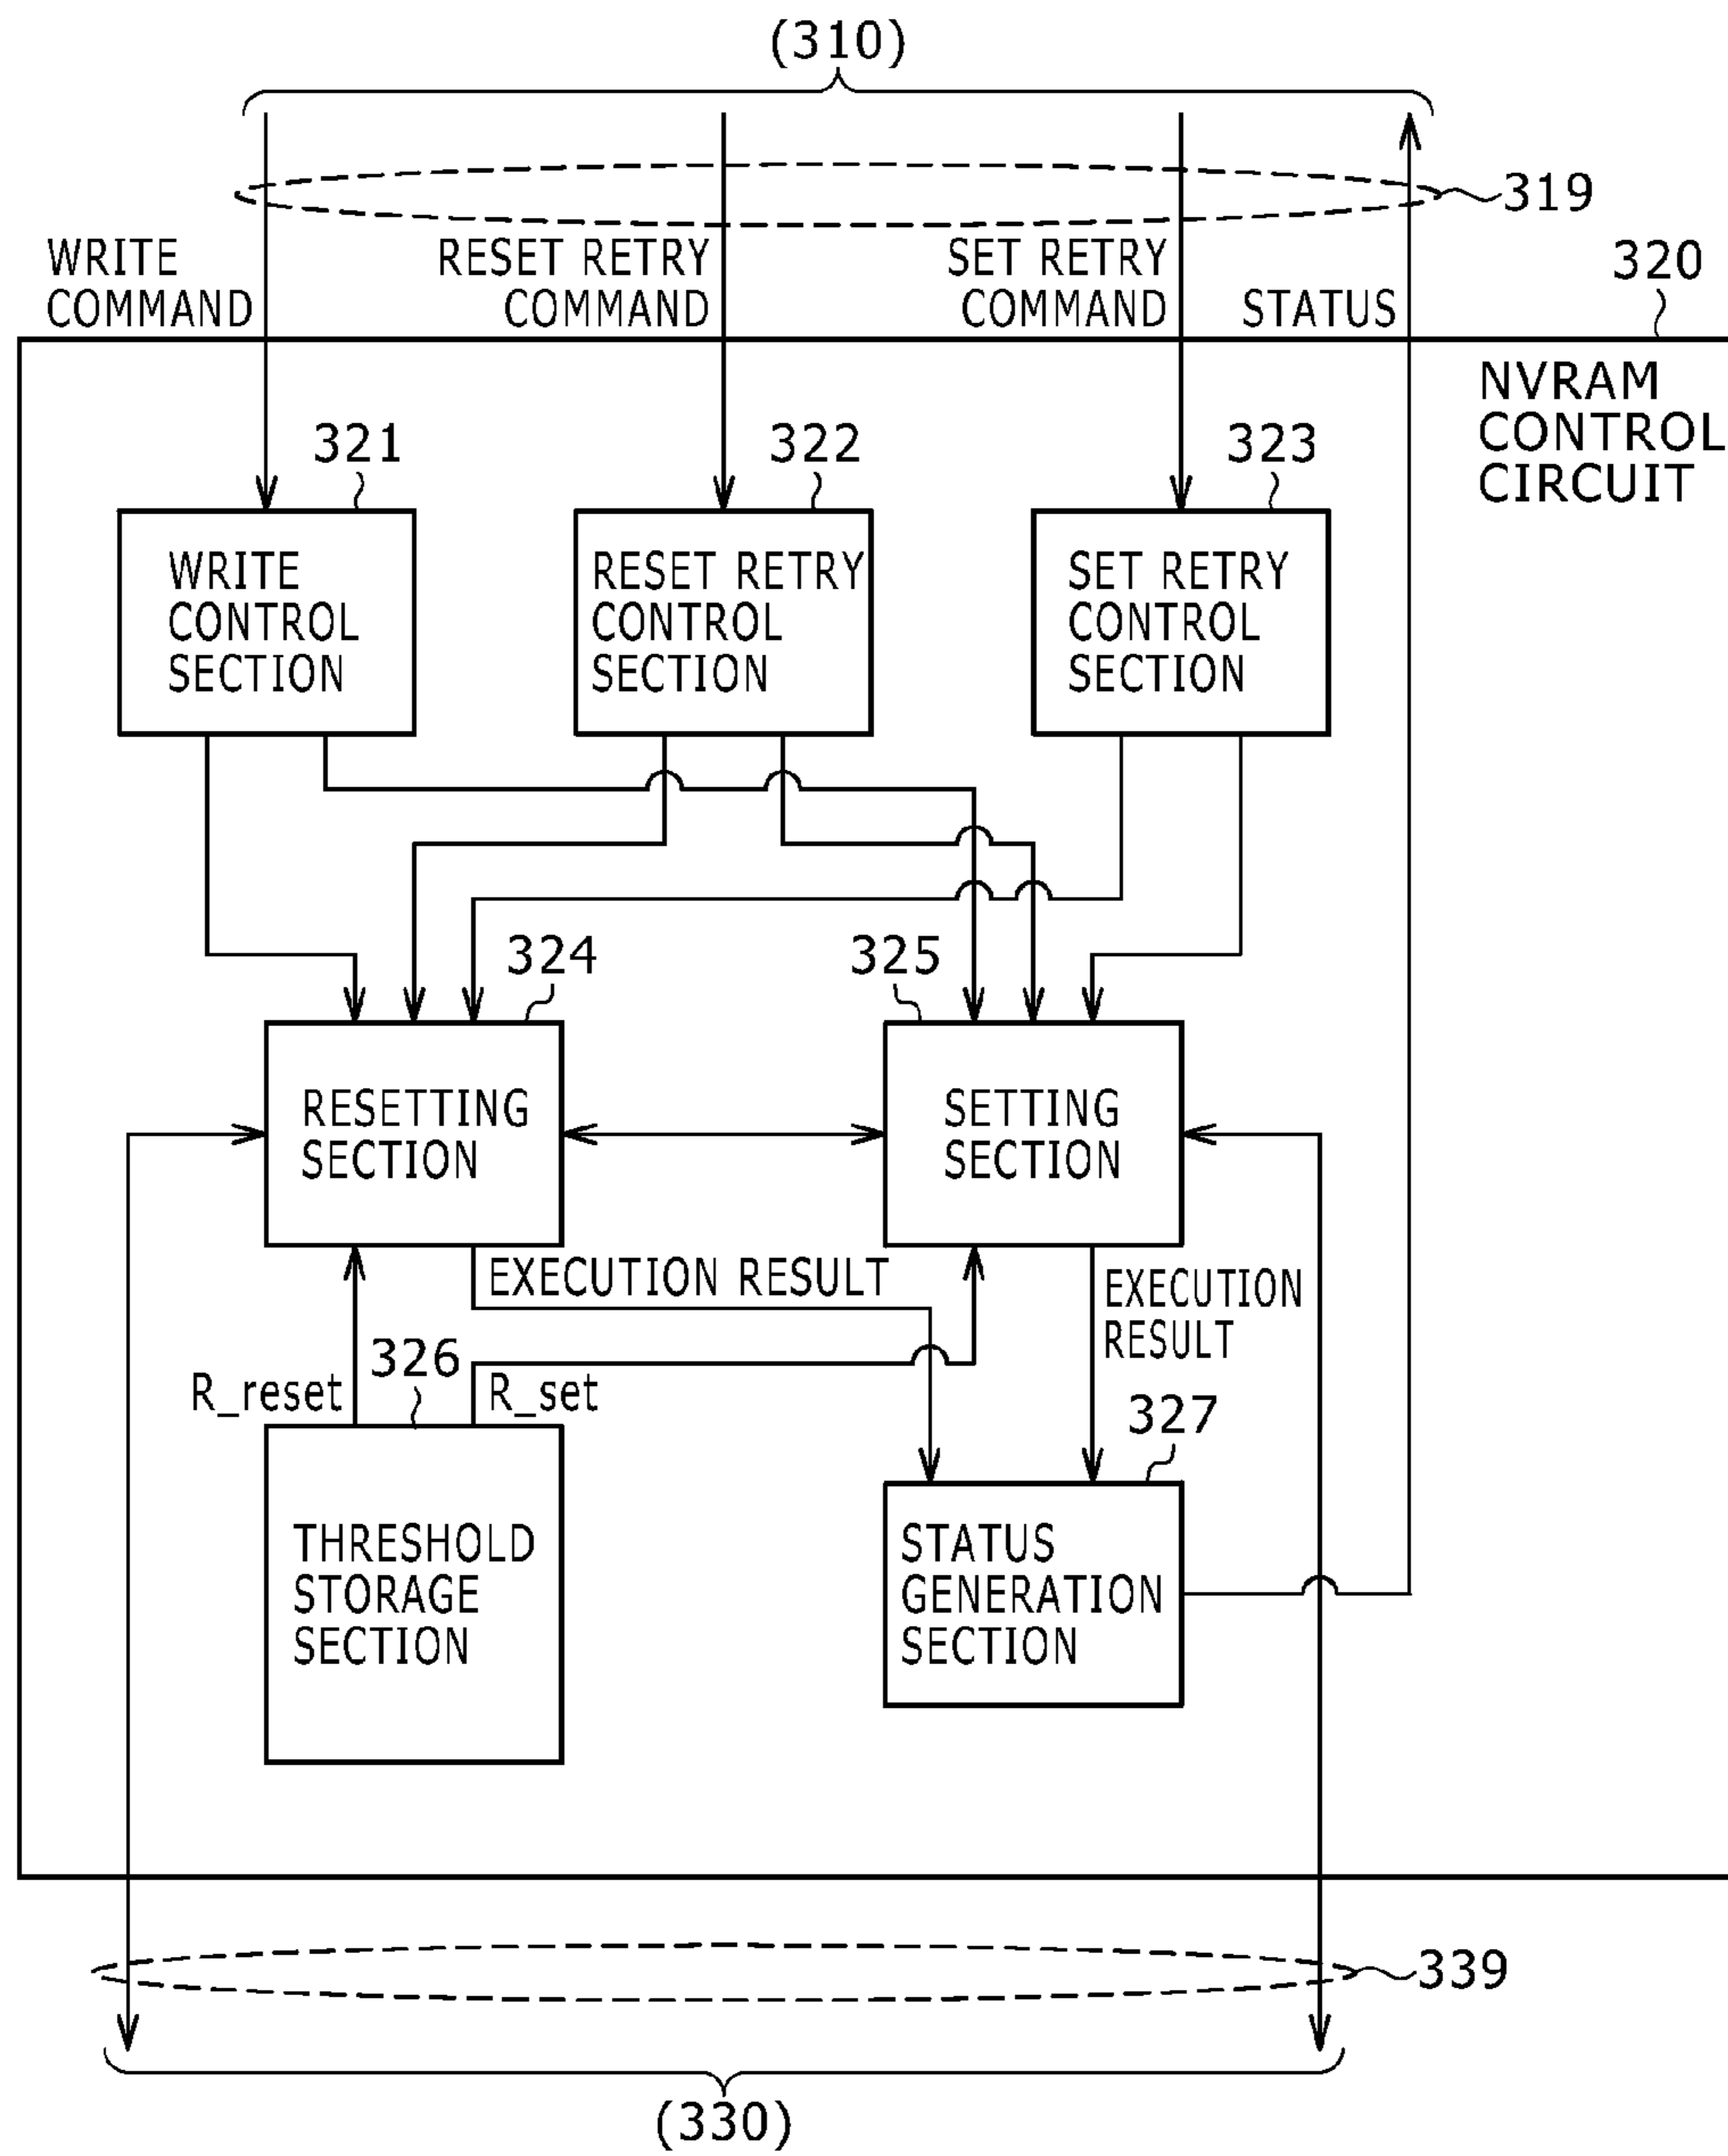 (310)
319
WRITE
COMMAND
RESET RETRY
COMMAND
SET RETRY
COMMAND
STATUS
320
NVRAM
CONTROL
CIRCUIT
321
322
323
WRITE
CONTROL
SECTION
RESET RETRY
CONTROL
SECTION
SET RETRY
CONTROL
SECTION
324
325
RESETTING
SECTION
SETTING
SECTION
EXECUTION RESULT
EXECUTION
RESULT
326
R_reset
R_set
327
THRESHOLD
STORAGE
SECTION
STATUS
GENERATION
SECTION
339
(330)